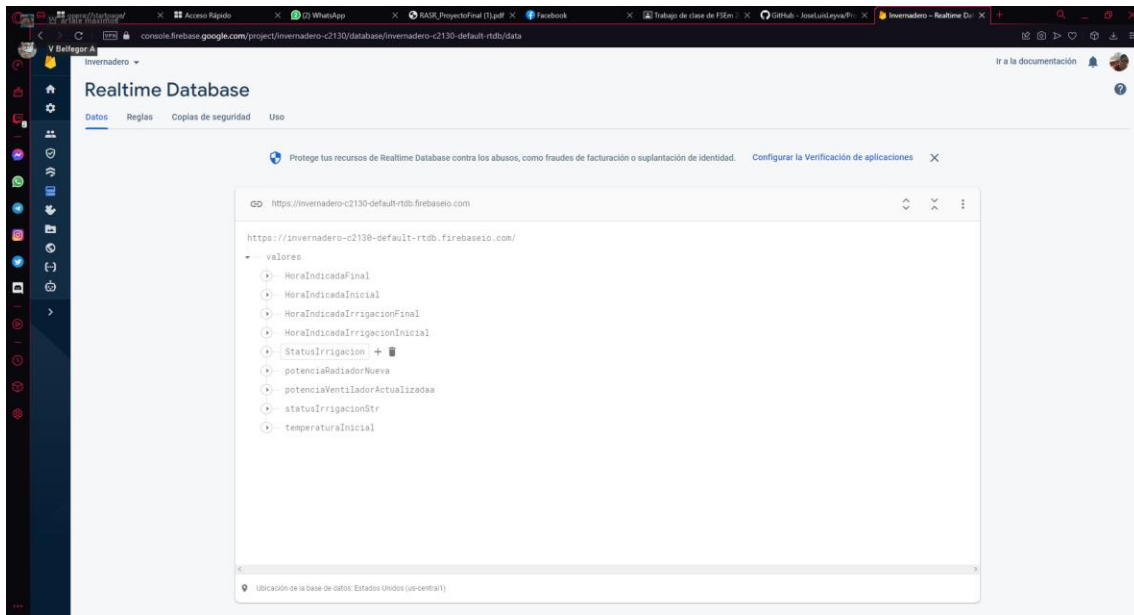 Acceso Rápido
(2) WhatsApp
RASR_ProyectoFinal (1).pdf
Facebook
Trabajo de clase de FSEm
GitHub - JoseLuisLeyva/Pro
Invernadero – Realtime Da
VPN
console.firebase.google.com/project/invernadero-c2130/database/invernadero-c2130-default-rtdb/data
V Belfegor A
Invernadero
Ir a la documentación
Realtime Database
Datos Reglas Copias de seguridad Uso
Protege tus recursos de Realtime Database contra los abusos, como fraudes de facturación o suplantación de identidad. Configurar la Verificación de aplicaciones
https://invernadero-c2130-default-rtdb.firebaseio.com
https://invernadero-c2130-default-rtdb.firebaseio.com/
valores
HoraIndicadaFinal
HoraIndicadaInicial
HoraIndicadaIrrigacionFinal
HoraIndicadaIrrigacionInicial
StatusIrrigacion
potenciaRadiadorNueva
potenciaVentiladorActualizadaa
statusIrrigacionStr
temperaturaInicial
Ubicación de la base de datos: Estados Unidos (us-central1)